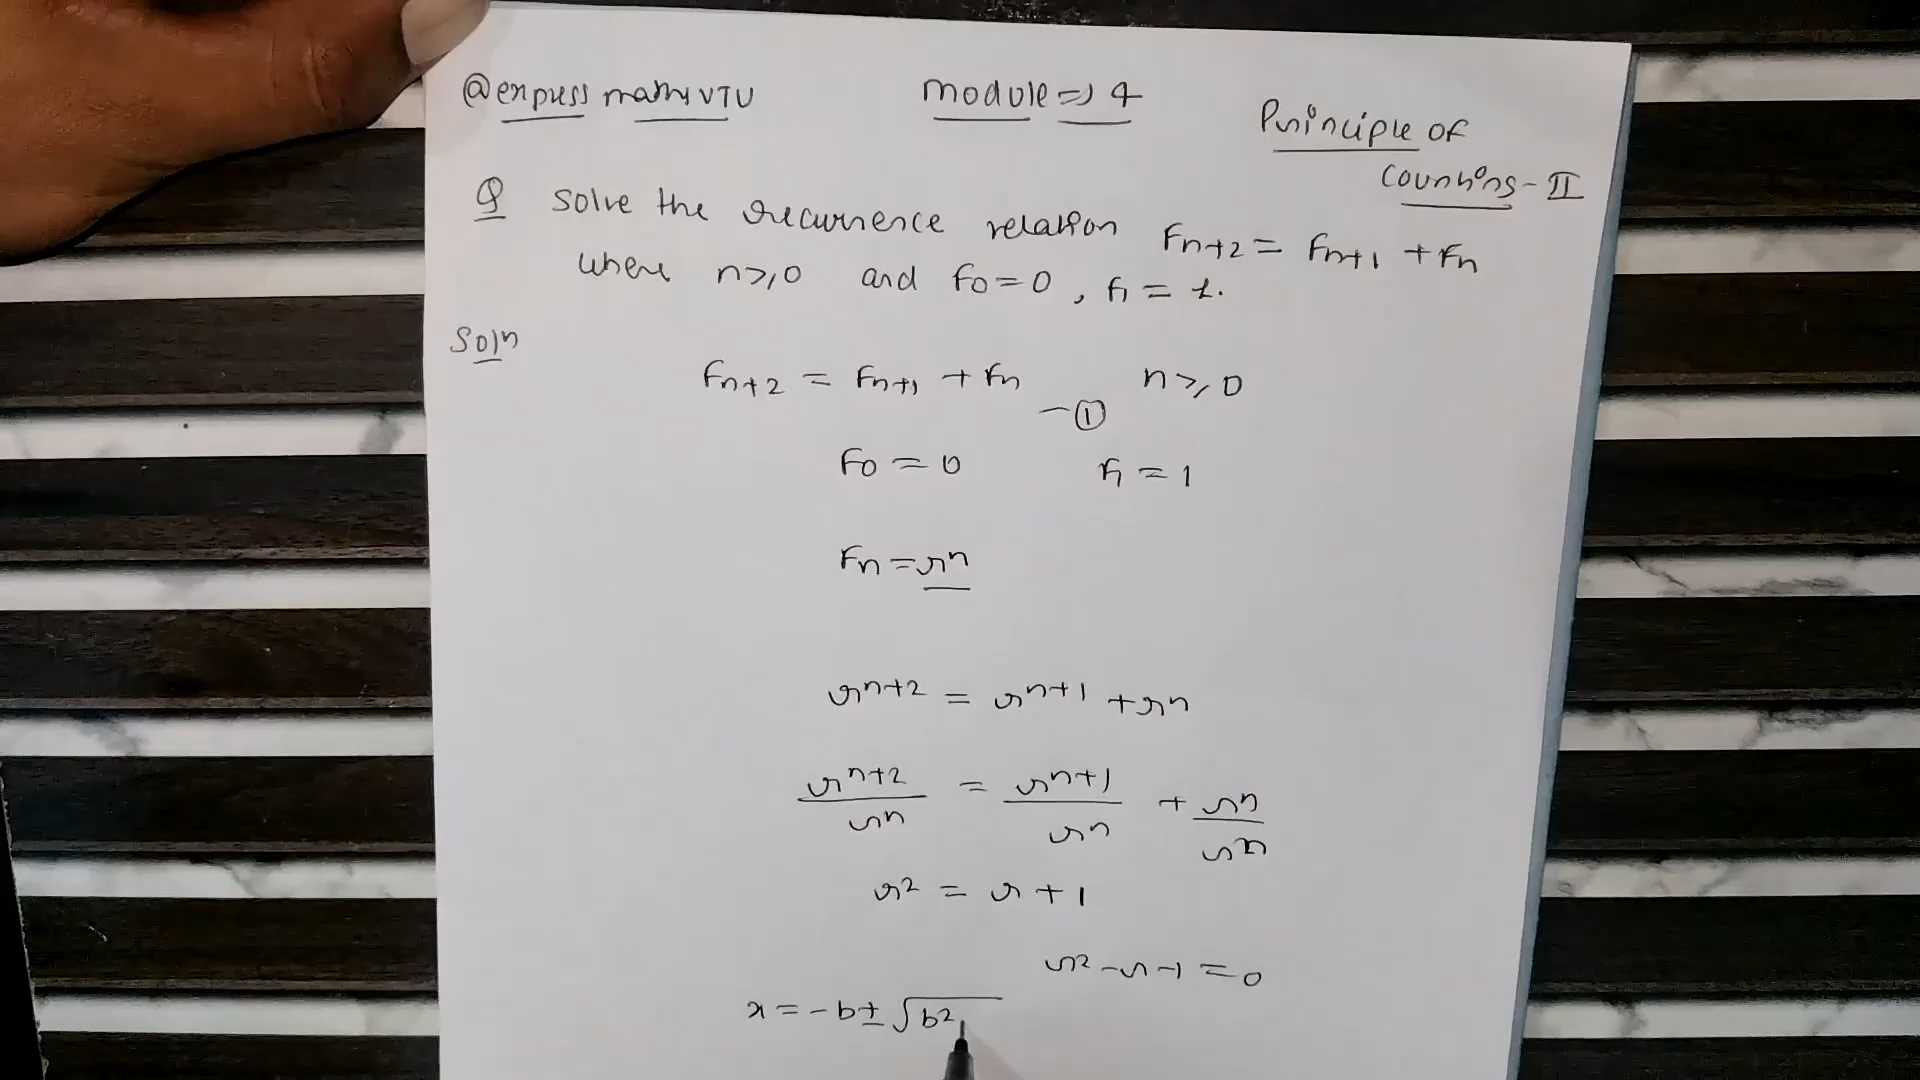 @express maths VTU module => 4 Principle of
Counting - II
Q Solve the recurrence relation Fn+2 = Fn+1 + Fn
where n≥0 and F0=0, F1 = 1.
Soln
Fn+2 = Fn+1 + Fn n≥0
—①
F0 = 0 F1 = 1
Fn = rⁿ
rⁿ⁺² = rⁿ⁺¹ + rⁿ
rⁿ⁺²/rⁿ = rⁿ⁺¹/rⁿ + rⁿ/rⁿ
r² = r + 1
r² - r - 1 = 0
x = -b ± √b²